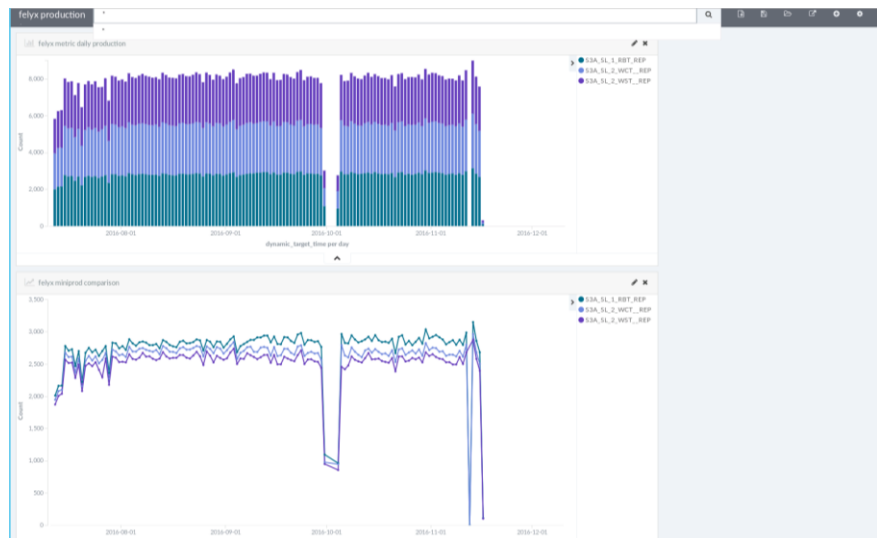 felyx production
*
*
felyx metric daily production
8,000
6,000
4,000
2,000
0
Count
2016-08-01
2016-09-01
2016-10-01
2016-11-01
2016-12-01
dynamic_target_time per day
S3A_SL_1_RBT_REP
S3A_SL_2_WCT__REP
S3A_SL_2_WST__REP
felyx miniprod comparison
3,500
3,000
2,500
2,000
1,500
1,000
500
0
Count
2016-08-01
2016-09-01
2016-10-01
2016-11-01
2016-12-01
S3A_SL_1_RBT_REP
S3A_SL_2_WCT__REP
S3A_SL_2_WST__REP